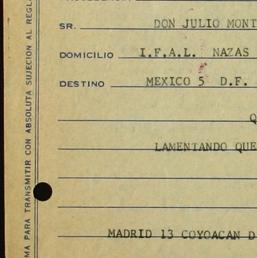 SR. DON JULIO MONT
DOMICILIO I.F.A.L. NAZAS
DESTINO MEXICO 5 D.F.
Q
LAMENTANDO QUE
MADRID 13 COYOACAN D
MA PARA TRANSMITIR CON ABSOLUTA SUJECION AL REGL